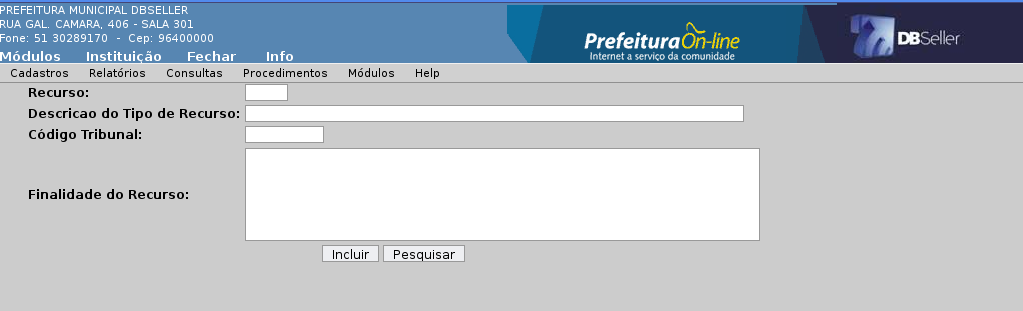 PREFEITURA MUNICIPAL DBSELLER
RUA GAL. CAMARA, 406 - SALA 301
Fone: 51 30289170 - Cep: 96400000
Módulos Instituição Fechar Info
PrefeituraOn-line
Internet a serviço da comunidade
DBSeller
Cadastros Relatórios Consultas Procedimentos Módulos Help
Recurso:
Descricao do Tipo de Recurso:
Código Tribunal:
Finalidade do Recurso:
Incluir Pesquisar